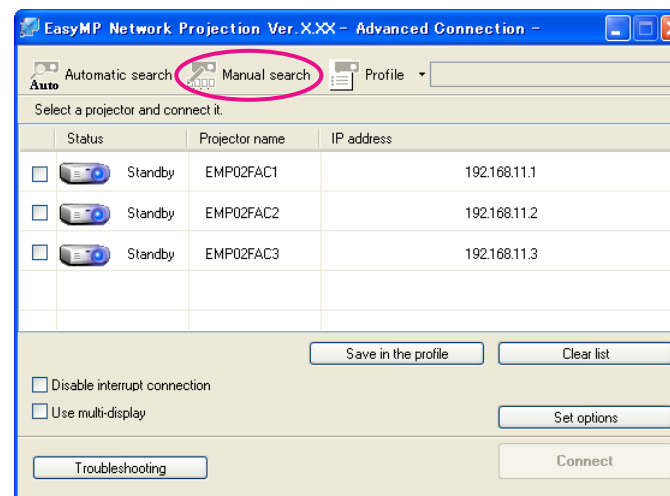 EasyMP Network Projection Ver.X.XX - Advanced Connection -
Auto Automatic search Manual search Profile
Select a projector and connect it.
Status Projector name IP address
Standby EMP02FAC1 192.168.11.1
Standby EMP02FAC2 192.168.11.2
Standby EMP02FAC3 192.168.11.3
Save in the profile Clear list
Disable interrupt connection
Use multi-display
Set options
Troubleshooting Connect